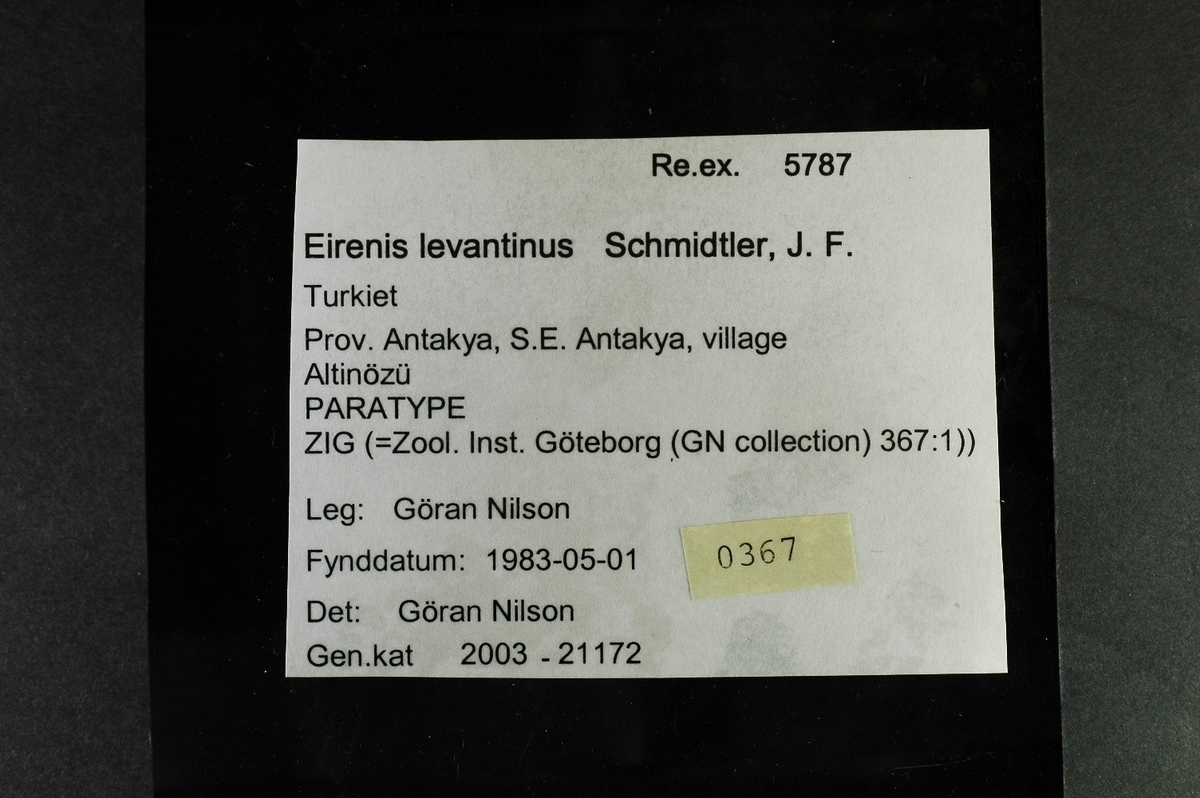 Re.ex. 5787
Eirenis levantinus Schmidtler, J. F.
Turkiet
Prov. Antakya, S.E. Antakya, village
Altinözü
PARATYPE
ZIG (=Zool. Inst. Göteborg (GN collection) 367:1))
Leg: Göran Nilson
Fynddatum: 1983-05-01
0367
Det: Göran Nilson
Gen.kat 2003 - 21172